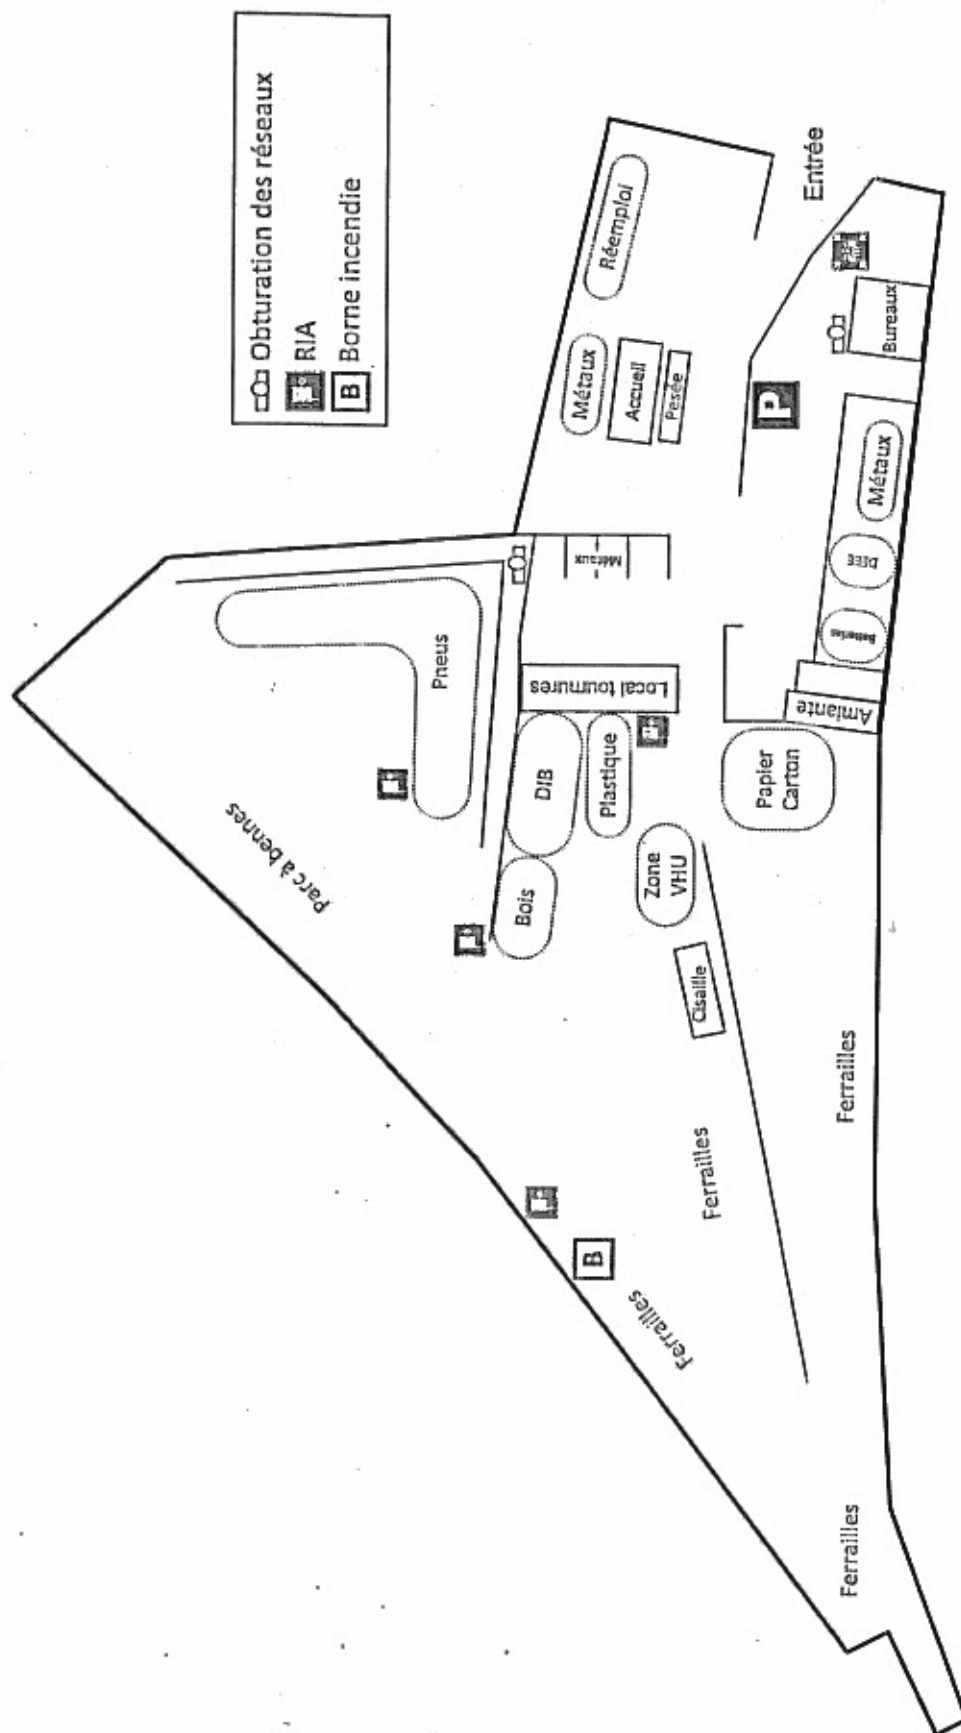 Obturation des réseaux
RIA
B Borne incendie
Entrée
Réemploi
Métaux
Accueil
Pesée
P
Bureaux
Métaux
DEEE
Batteries
Amiante
Métaux
Local tournures
Pneus
Parc à bennes
DIB
Plastique
Bois
Papier
Carton
Zone
VHU
Cisaille
Ferrailles
Ferrailles
B
Ferrailles
Ferrailles